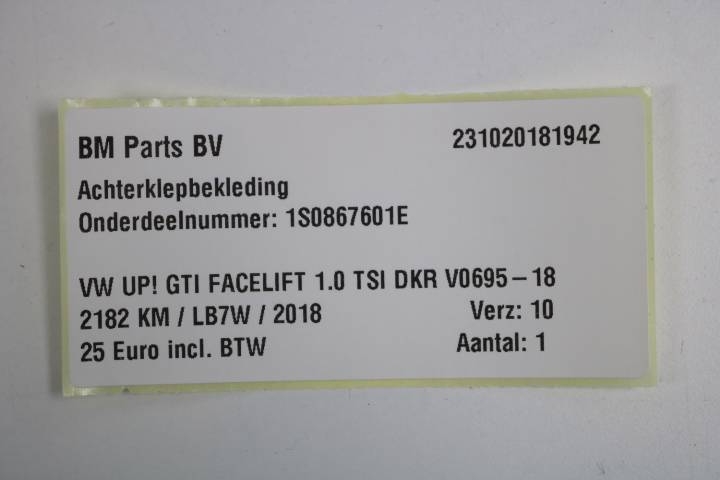 BM Parts BV 231020181942
Achterklepbekleding
Onderdeelnummer: 1S0867601E
VW UP! GTI FACELIFT 1.0 TSI DKR V0695-18
2182 KM / LB7W / 2018 Verz: 10
25 Euro incl. BTW Aantal: 1